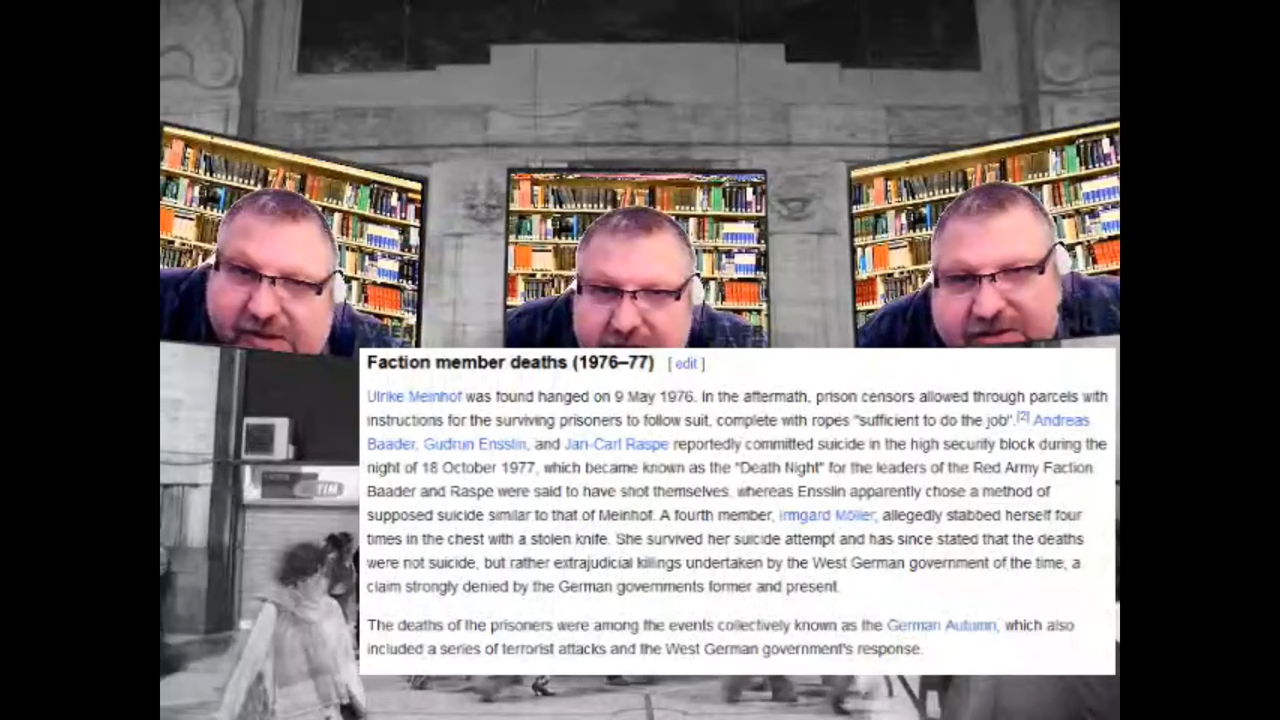 TIM
Faction member deaths (1976–77) [ edit ]
Ulrike Meinhof was found hanged on 9 May 1976. In the aftermath, prison censors allowed through parcels with
instructions for the surviving prisoners to follow suit, complete with ropes "sufficient to do the job".[2] Andreas
Baader, Gudrun Ensslin, and Jan-Carl Raspe reportedly committed suicide in the high security block during the
night of 18 October 1977, which became known as the "Death Night" for the leaders of the Red Army Faction.
Baader and Raspe were said to have shot themselves, whereas Ensslin apparently chose a method of
supposed suicide similar to that of Meinhof. A fourth member, Irmgard Möller, allegedly stabbed herself four
times in the chest with a stolen knife. She survived her suicide attempt and has since stated that the deaths
were not suicide, but rather extrajudicial killings undertaken by the West German government of the time, a
claim strongly denied by the German governments former and present.
The deaths of the prisoners were among the events collectively known as the German Autumn, which also
included a series of terrorist attacks and the West German government's response.